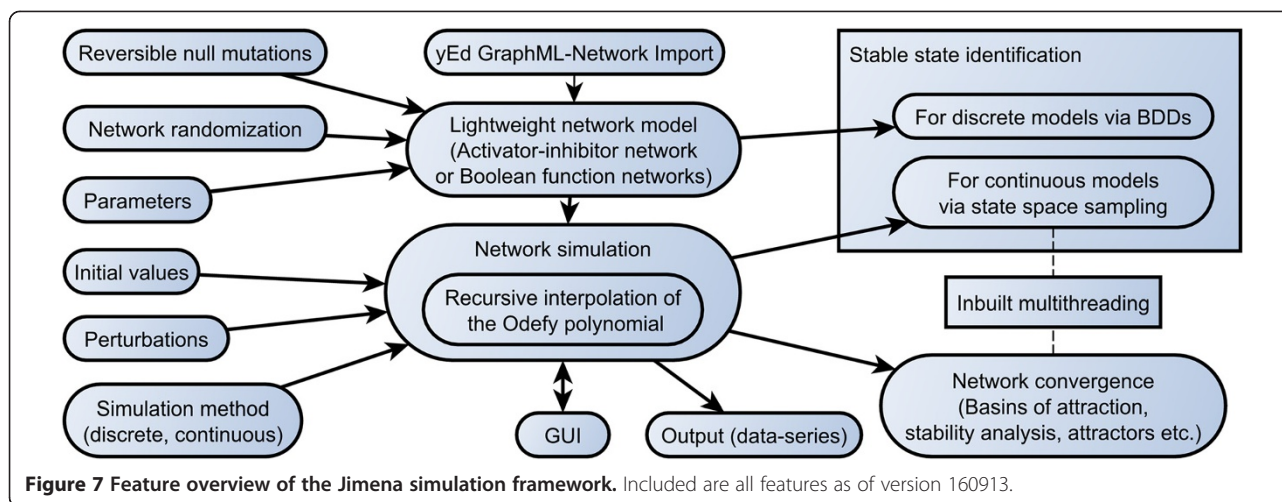 Reversible null mutations
yEd GraphML-Network Import
Network randomization
Lightweight network model
(Activator-inhibitor network
or Boolean function networks)
Parameters
Stable state identification
For discrete models via BDDs
For continuous models
via state space sampling
Initial values
Perturbations
Simulation method
(discrete, continuous)
Network simulation
Recursive interpolation of
the Odefy polynomial
Inbuilt multithreading
GUI
Output (data-series)
Network convergence
(Basins of attraction,
stability analysis, attractors etc.)
Figure 7 Feature overview of the Jimena simulation framework. Included are all features as of version 160913.